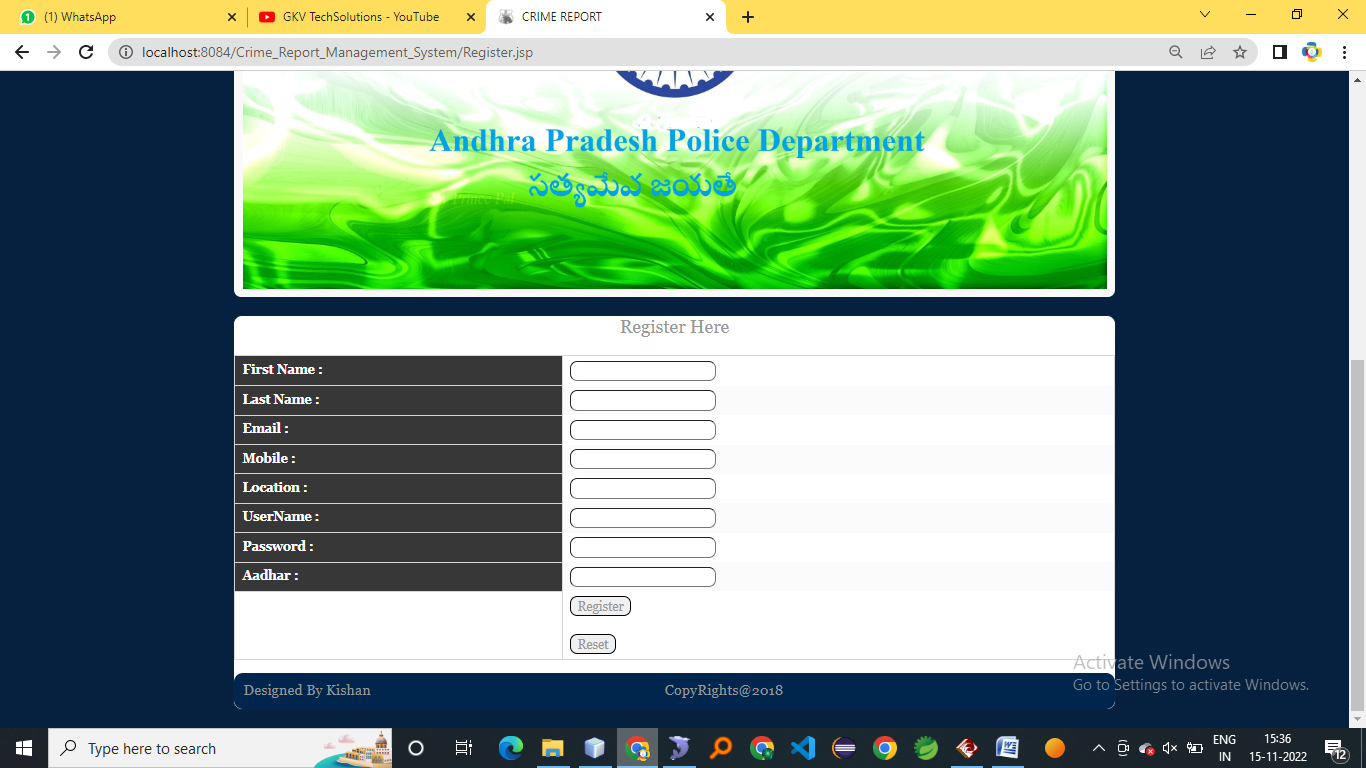 (1) WhatsApp
GKV TechSolutions - YouTube
CRIME REPORT
localhost:8084/Crime_Report_Management_System/Register.jsp
Andhra Pradesh Police Department
సత్యమేవ జయతే
Prince Pal
Register Here
First Name :
Last Name :
Email :
Mobile :
Location :
UserName :
Password :
Aadhar :
Register
Reset
Activate Windows
Go to Settings to activate Windows.
Designed By Kishan
CopyRights@2018
Type here to search
ENG
IN
15:36
15-11-2022
12